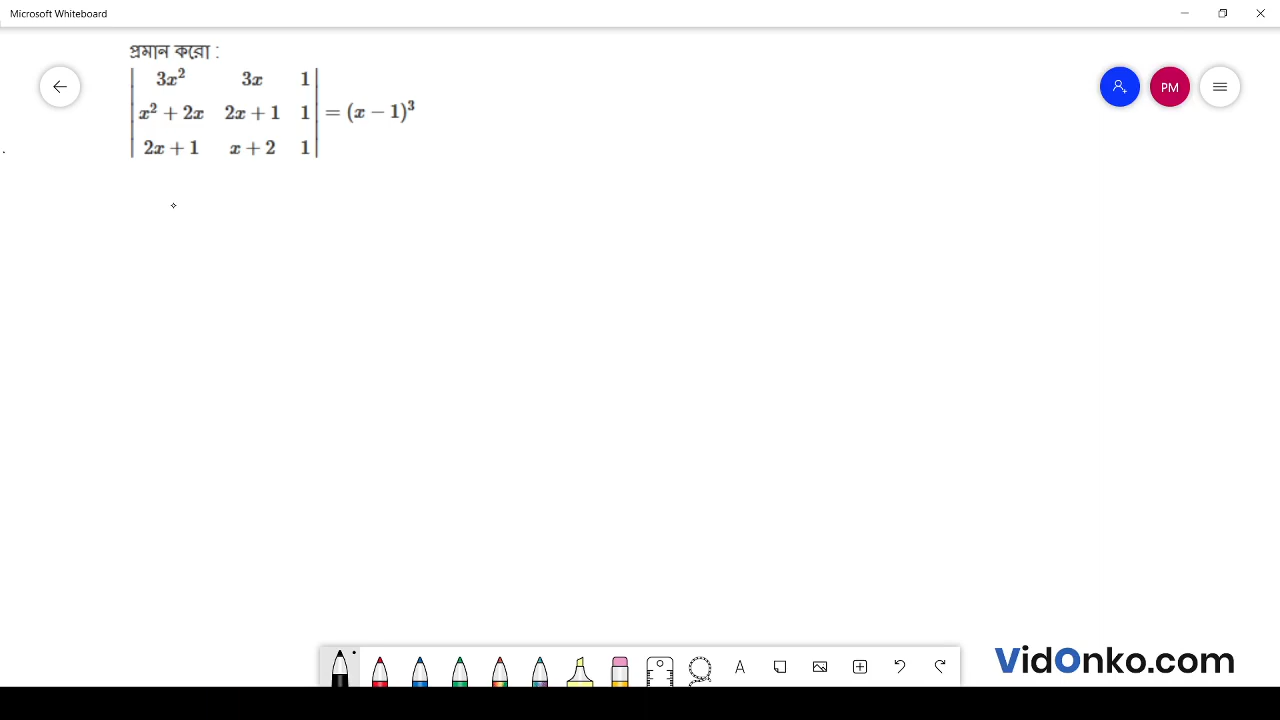 Microsoft Whiteboard
প্রমান করো :
| 3x² 3x 1 |
| x² + 2x 2x + 1 1 | = (x − 1)³
| 2x + 1 x + 2 1 |
PM
A
VidOnko.com